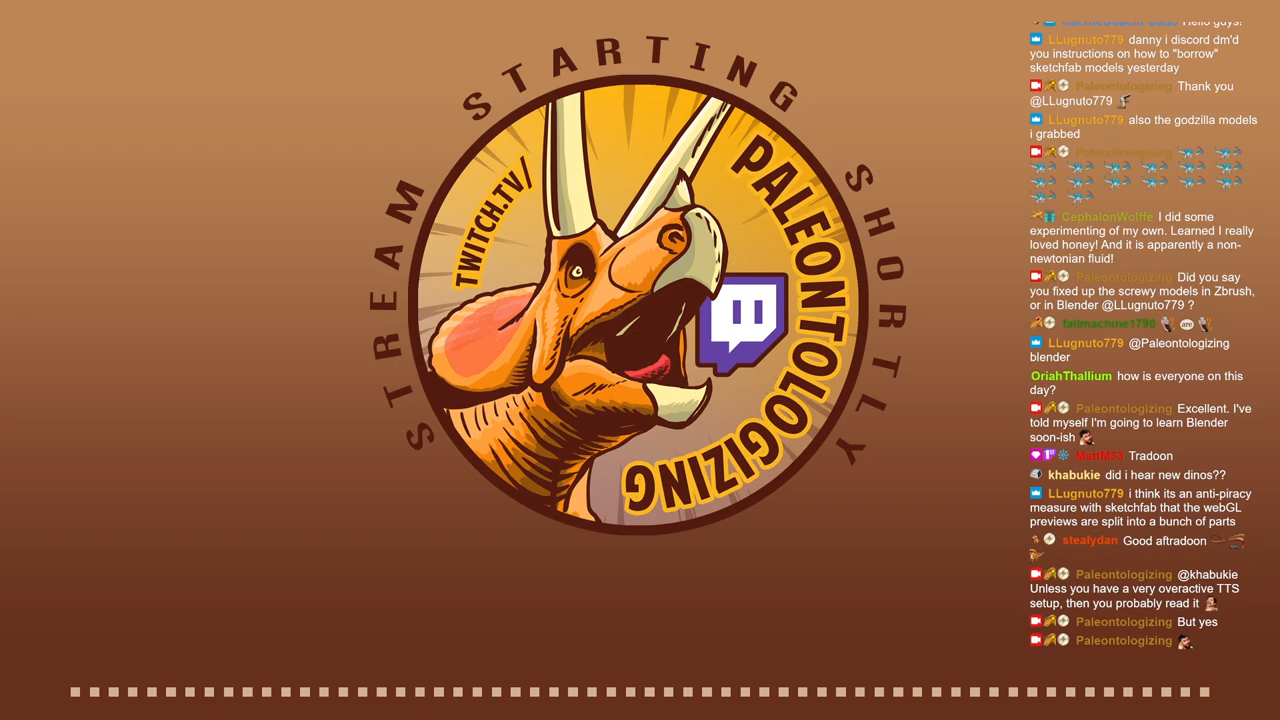 STREAM STARTING SHORTLY
TWITCH.TV/
PALEONTOLOGIZING
Hello guys!
LLugnuto779 danny i discord dm'd
you instructions on how to "borrow"
sketchfab models yesterday
Paleontologizing Thank you
@LLugnuto779
LLugnuto779 also the godzilla models
i grabbed
Paleontologizing
CephalonWolffe I did some
experimenting of my own. Learned I really
loved honey! And it is apparently a non-
newtonian fluid!
Paleontologizing Did you say
you fixed up the screwy models in Zbrush,
or in Blender @LLugnuto779 ?
failmachine1790 are
LLugnuto779 @Paleontologizing
blender
OriahThallium how is everyone on this
day?
Paleontologizing Excellent. I've
told myself I'm going to learn Blender
soon-ish
MattM33 Tradoon
khabukie did i hear new dinos??
LLugnuto779 i think its an anti-piracy
measure with sketchfab that the webGL
previews are split into a bunch of parts
stealydan Good aftradoon
Paleontologizing @khabukie
Unless you have a very overactive TTS
setup, then you probably read it
Paleontologizing But yes
Paleontologizing